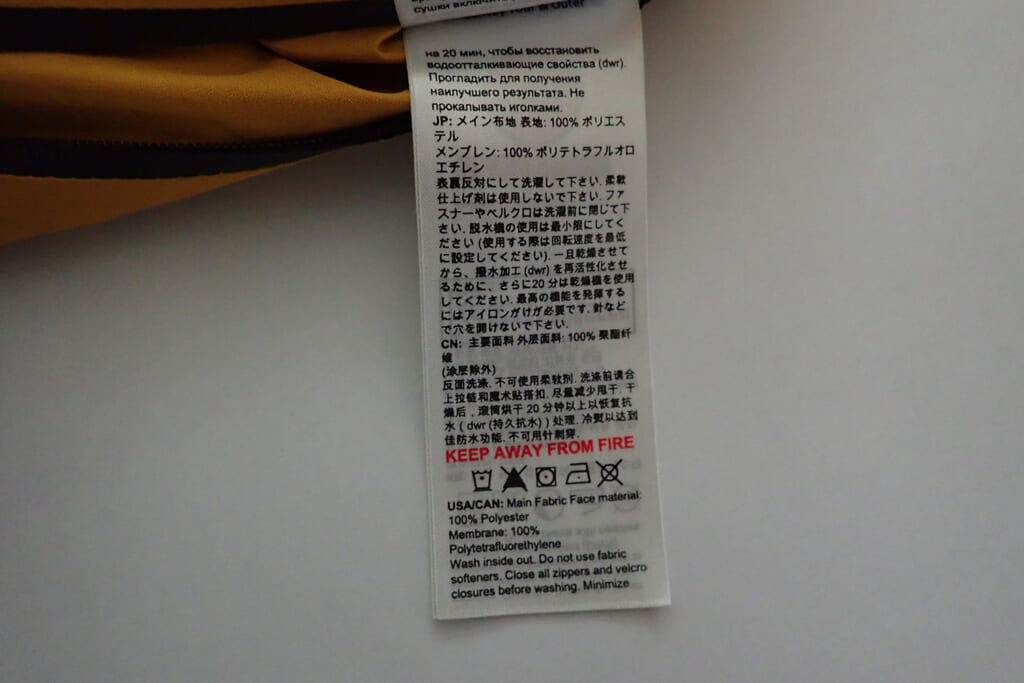 сушки включить
на 20 мин, чтобы восстановить
водоотталкивающие свойства (dwr).
Прогладить для получения
наилучшего результата. Не
прокалывать иголками.
JP: メイン布地 表地: 100% ポリエス
テル
メンブレン: 100% ポリテトラフルオロ
エチレン
表裏反対にして洗濯して下さい. 柔軟
仕上げ剤は使用しないで下さい. ファ
スナーやベルクロは洗濯前に閉じて下
さい. 脱水機の使用は最小限にしてく
ださい (使用する際は回転速度を最低
に設定してください). 一旦乾燥させて
から、撥水加工 (dwr) を再活性化させ
るために、さらに20 分は乾燥機を使用
してください. 最高の機能を発揮する
にはアイロンがけが必要です. 針など
で穴を開けないで下さい.
CN: 主要面料 外层面料: 100% 聚酯纤
维
(涂层除外)
反面洗涤. 不可使用柔软剂. 洗涤前请合
上拉链和魔术贴搭扣. 尽量减少甩干. 干
燥后，滚筒烘干 20 分钟以上以恢复抗
水 ( dwr (持久抗水) ) 处理. 冷熨以达到
佳防水功能. 不可用针刺穿.
KEEP AWAY FROM FIRE
USA/CAN: Main Fabric Face material:
100% Polyester
Membrane: 100%
Polytetrafluorethylene
Wash inside out. Do not use fabric
softeners. Close all zippers and velcro
closures before washing. Minimize